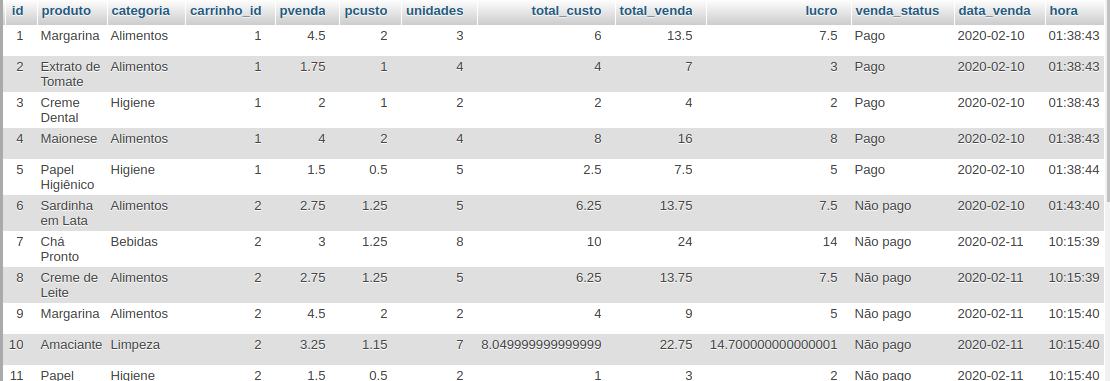 id produto categoria carrinho_id pvenda pcusto unidades total_custo total_venda lucro venda_status data_venda hora
1 Margarina Alimentos 1 4.5 2 3 6 13.5 7.5 Pago 2020-02-10 01:38:43
2 Extrato de Alimentos 1 1.75 1 4 4 7 3 Pago 2020-02-10 01:38:43
Tomate
3 Creme Higiene 1 2 1 2 2 4 2 Pago 2020-02-10 01:38:43
Dental
4 Maionese Alimentos 1 4 2 4 8 16 8 Pago 2020-02-10 01:38:43
5 Papel Higiene 1 1.5 0.5 5 2.5 7.5 5 Pago 2020-02-10 01:38:44
Higiênico
6 Sardinha Alimentos 2 2.75 1.25 5 6.25 13.75 7.5 Não pago 2020-02-10 01:43:40
em Lata
7 Chá Bebidas 2 3 1.25 8 10 24 14 Não pago 2020-02-11 10:15:39
Pronto
8 Creme de Alimentos 2 2.75 1.25 5 6.25 13.75 7.5 Não pago 2020-02-11 10:15:39
Leite
9 Margarina Alimentos 2 4.5 2 2 4 9 5 Não pago 2020-02-11 10:15:40
10 Amaciante Limpeza 2 3.25 1.15 7 8.049999999999999 22.75 14.700000000000001 Não pago 2020-02-11 10:15:40
11 Papel Higiene 2 1.5 0.5 2 1 3 2 Não pago 2020-02-11 10:15:40